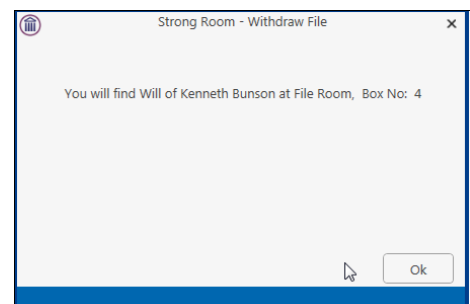 Strong Room - Withdraw File
You will find Will of Kenneth Bunson at File Room, Box No: 4
Ok